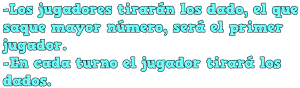 -Los jugadores tirarán los dado, el que
saque mayor número, será el primer
jugador.
-En cada turno el jugador tirará los
dados.